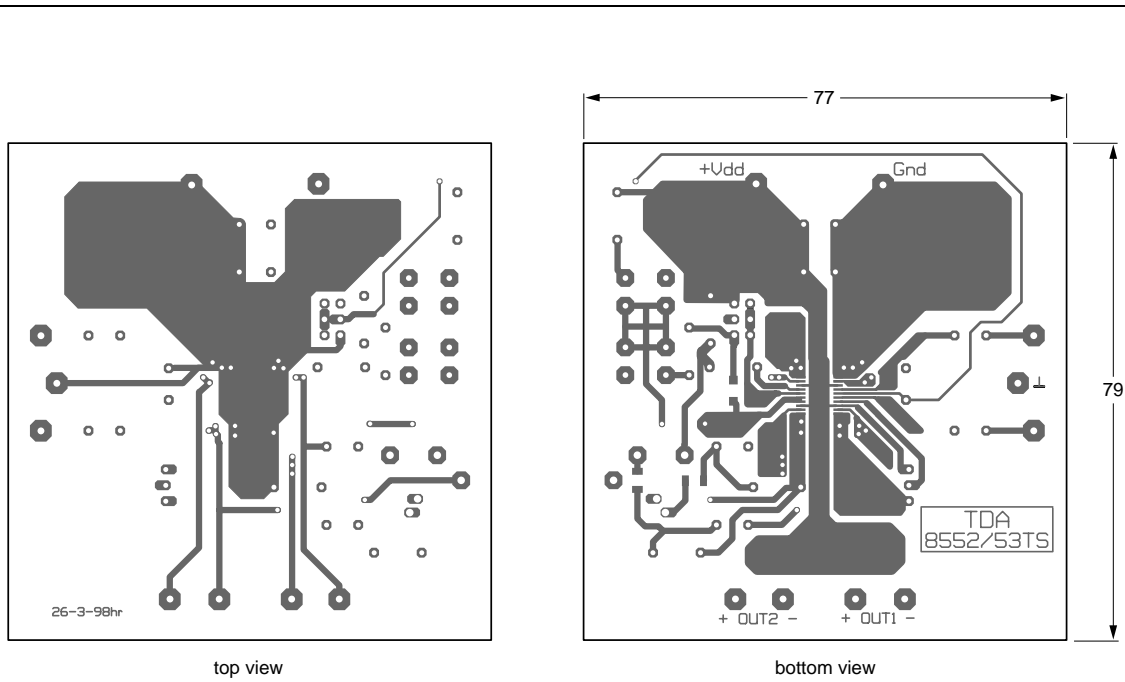 77
+Vdd Gnd
79
⊥
TDA
8552/53TS
26-3-98hr
+ OUT2 - + OUT1 -
top view
bottom view